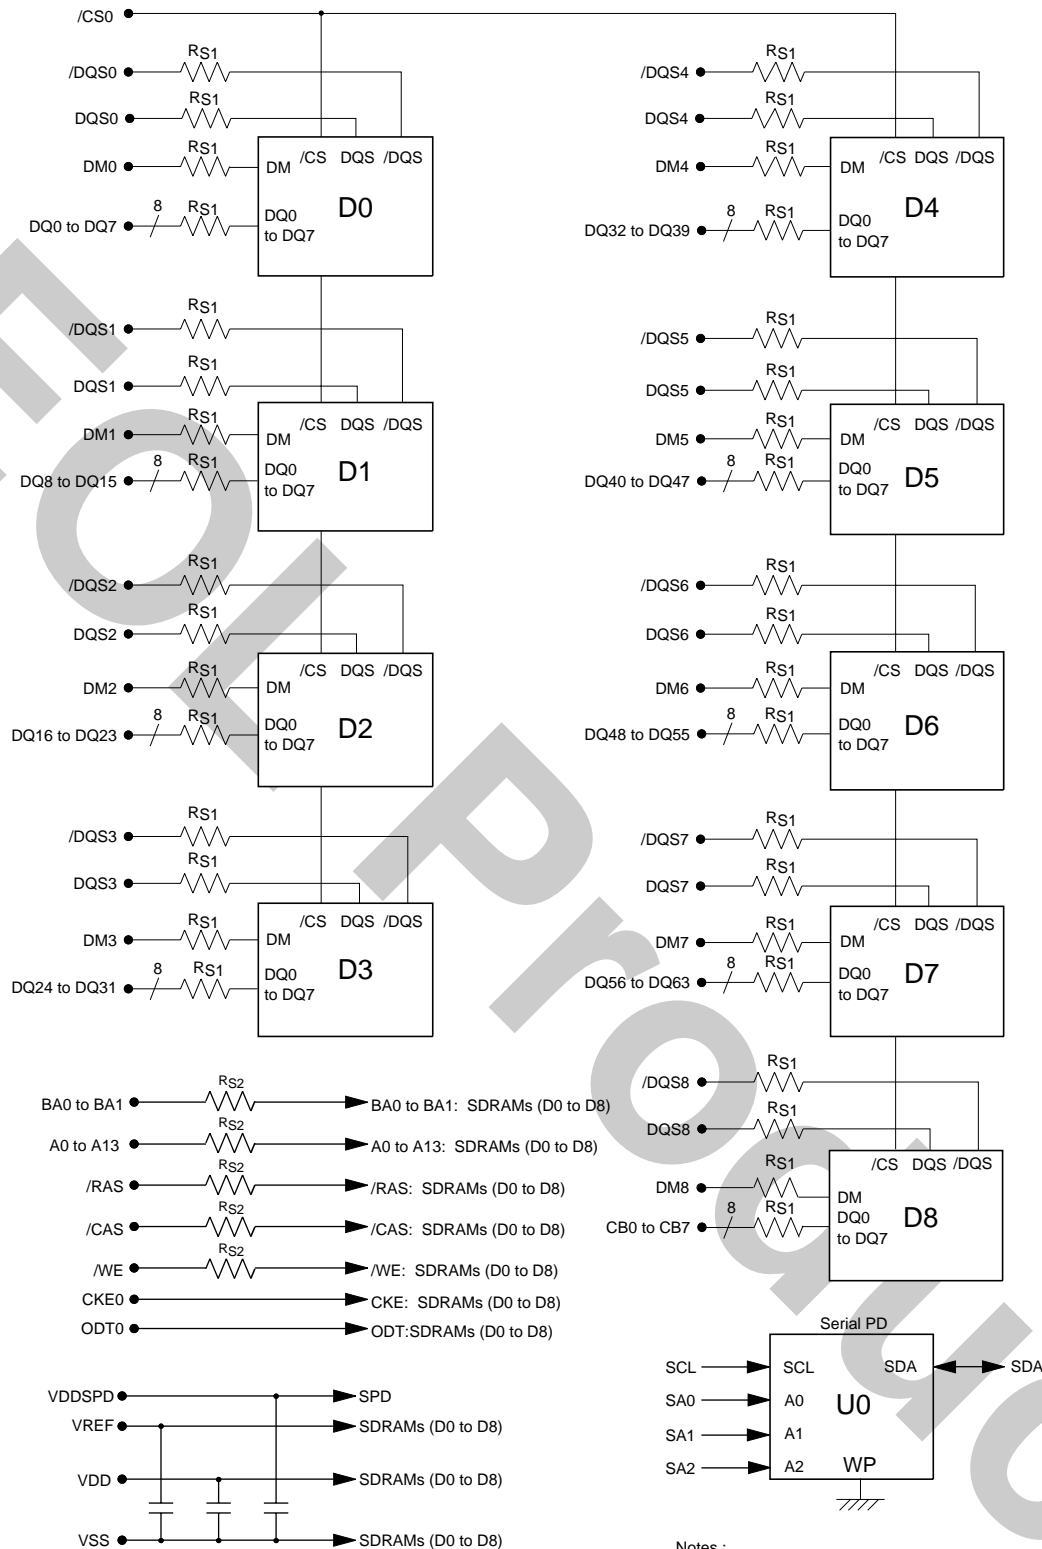 /CS0
RS1
/DQS0
RS1
DQS0
RS1
DM0
/CS DQS /DQS
DM
D0
8
RS1
DQ0 to DQ7
DQ0
to DQ7
RS1
/DQS1
RS1
DQS1
RS1
DM1
/CS DQS /DQS
DM
D1
8
RS1
DQ8 to DQ15
DQ0
to DQ7
RS1
/DQS2
RS1
DQS2
RS1
DM2
/CS DQS /DQS
DM
D2
8
RS1
DQ16 to DQ23
DQ0
to DQ7
RS1
/DQS3
RS1
DQS3
RS1
DM3
/CS DQS /DQS
DM
D3
8
RS1
DQ24 to DQ31
DQ0
to DQ7
RS1
/DQS4
RS1
DQS4
RS1
DM4
/CS DQS /DQS
DM
D4
8
RS1
DQ32 to DQ39
DQ0
to DQ7
RS1
/DQS5
RS1
DQS5
RS1
DM5
/CS DQS /DQS
DM
D5
8
RS1
DQ40 to DQ47
DQ0
to DQ7
RS1
/DQS6
RS1
DQS6
RS1
DM6
/CS DQS /DQS
DM
D6
8
RS1
DQ48 to DQ55
DQ0
to DQ7
RS1
/DQS7
RS1
DQS7
RS1
DM7
/CS DQS /DQS
DM
D7
8
RS1
DQ56 to DQ63
DQ0
to DQ7
RS1
/DQS8
RS1
DQS8
RS1
DM8
/CS DQS /DQS
DM
D8
8
RS1
CB0 to CB7
DQ0
to DQ7
RS2
BA0 to BA1
BA0 to BA1: SDRAMs (D0 to D8)
RS2
A0 to A13
A0 to A13: SDRAMs (D0 to D8)
RS2
/RAS
/RAS: SDRAMs (D0 to D8)
RS2
/CAS
/CAS: SDRAMs (D0 to D8)
RS2
/WE
/WE: SDRAMs (D0 to D8)
CKE0
CKE: SDRAMs (D0 to D8)
ODT0
ODT:SDRAMs (D0 to D8)
VDDSPD
SPD
VREF
SDRAMs (D0 to D8)
VDD
SDRAMs (D0 to D8)
VSS
SDRAMs (D0 to D8)
Serial PD
SCL
SCL
SDA
SDA
SA0
A0
U0
SA1
A1
SA2
A2
WP
Notes :
EOL Produc